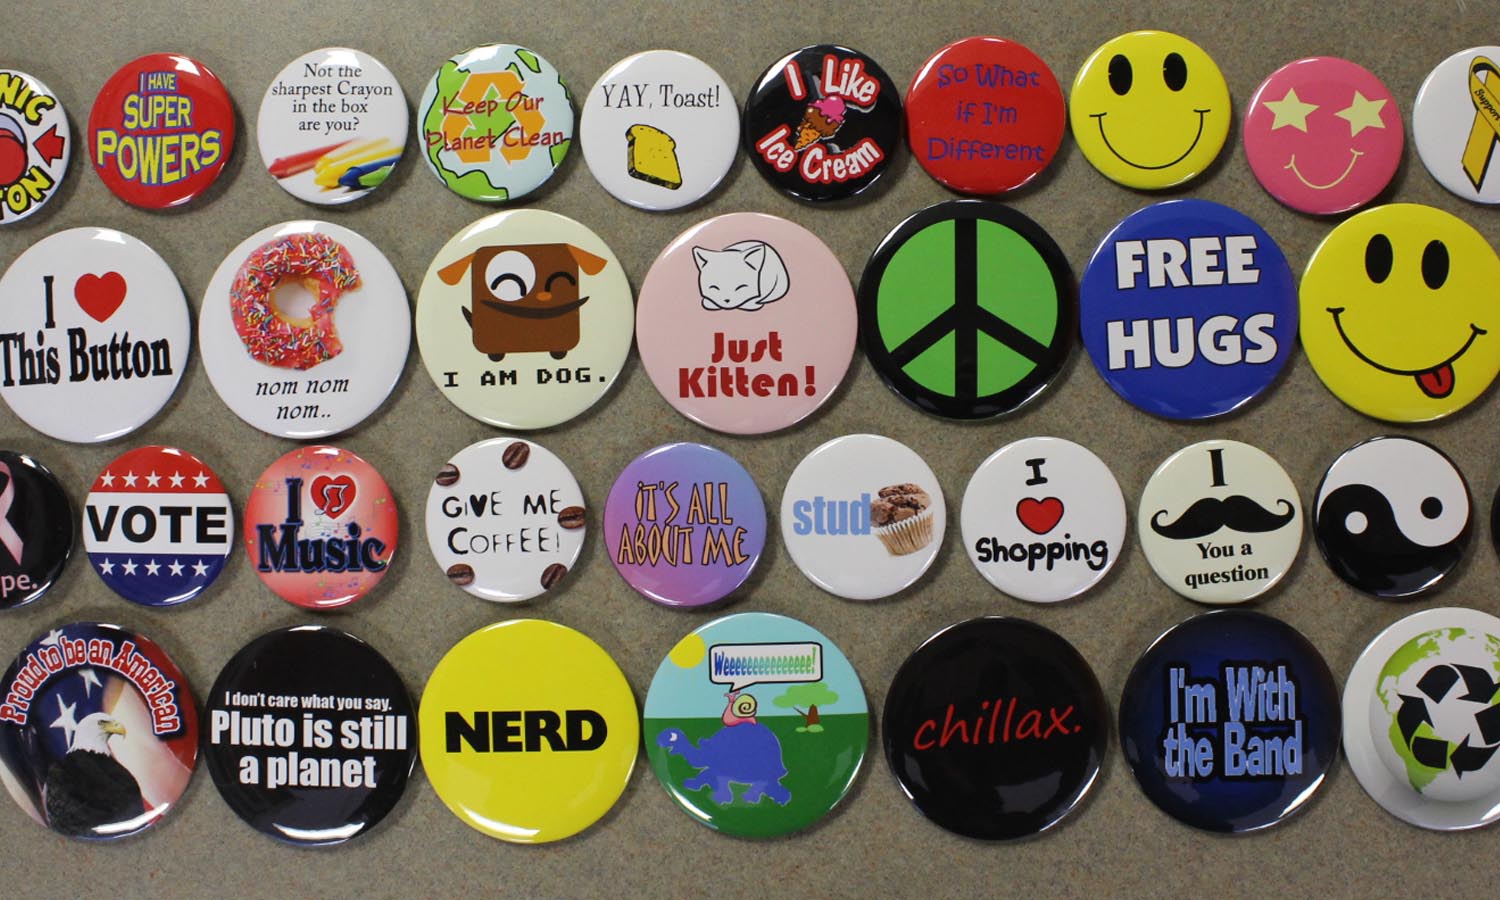 I HAVE
SUPER
POWERS
Not the
sharpest Crayon
in the box
are you?
Keep Our
Planet Clean
YAY, Toast!
I Like
Ice Cream
So What
if I'm
Different
Support
I ♥
This Button
nom nom
nom..
I AM DOG.
Just
Kitten!
FREE
HUGS
VOTE
I ♥
Music
GIVE ME
COFFEE!
IT'S ALL
ABOUT ME
stud
I
♥
Shopping
I
You a
question
Proud to be an American
I don't care what you say.
Pluto is still
a planet
NERD
chillax.
I'm With
the Band